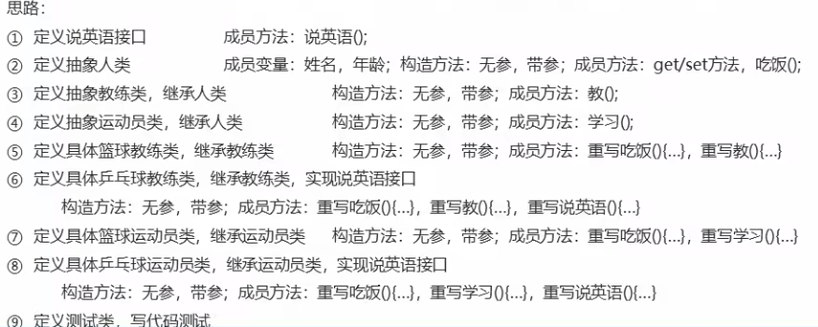 思路：
① 定义说英语接口 成员方法：说英语();
② 定义抽象人类 成员变量：姓名，年龄；构造方法：无参，带参；成员方法：get/set方法，吃饭();
③ 定义抽象教练类，继承人类 构造方法：无参，带参；成员方法：教();
④ 定义抽象运动员类，继承人类 构造方法：无参，带参；成员方法：学习();
⑤ 定义具体篮球教练类，继承教练类 构造方法：无参，带参；成员方法：重写吃饭(){...}，重写教(){...}
⑥ 定义具体乒乓球教练类，继承教练类，实现说英语接口
构造方法：无参，带参；成员方法：重写吃饭(){...}，重写教(){...}，重写说英语(){...}
⑦ 定义具体篮球运动员类，继承运动员类 构造方法：无参，带参；成员方法：重写吃饭(){...}，重写学习(){...}
⑧ 定义具体乒乓球运动员类，继承运动员类，实现说英语接口
构造方法：无参，带参；成员方法：重写吃饭(){...}，重写学习(){...}，重写说英语(){...}
⑨ 定义测试类，写代码测试